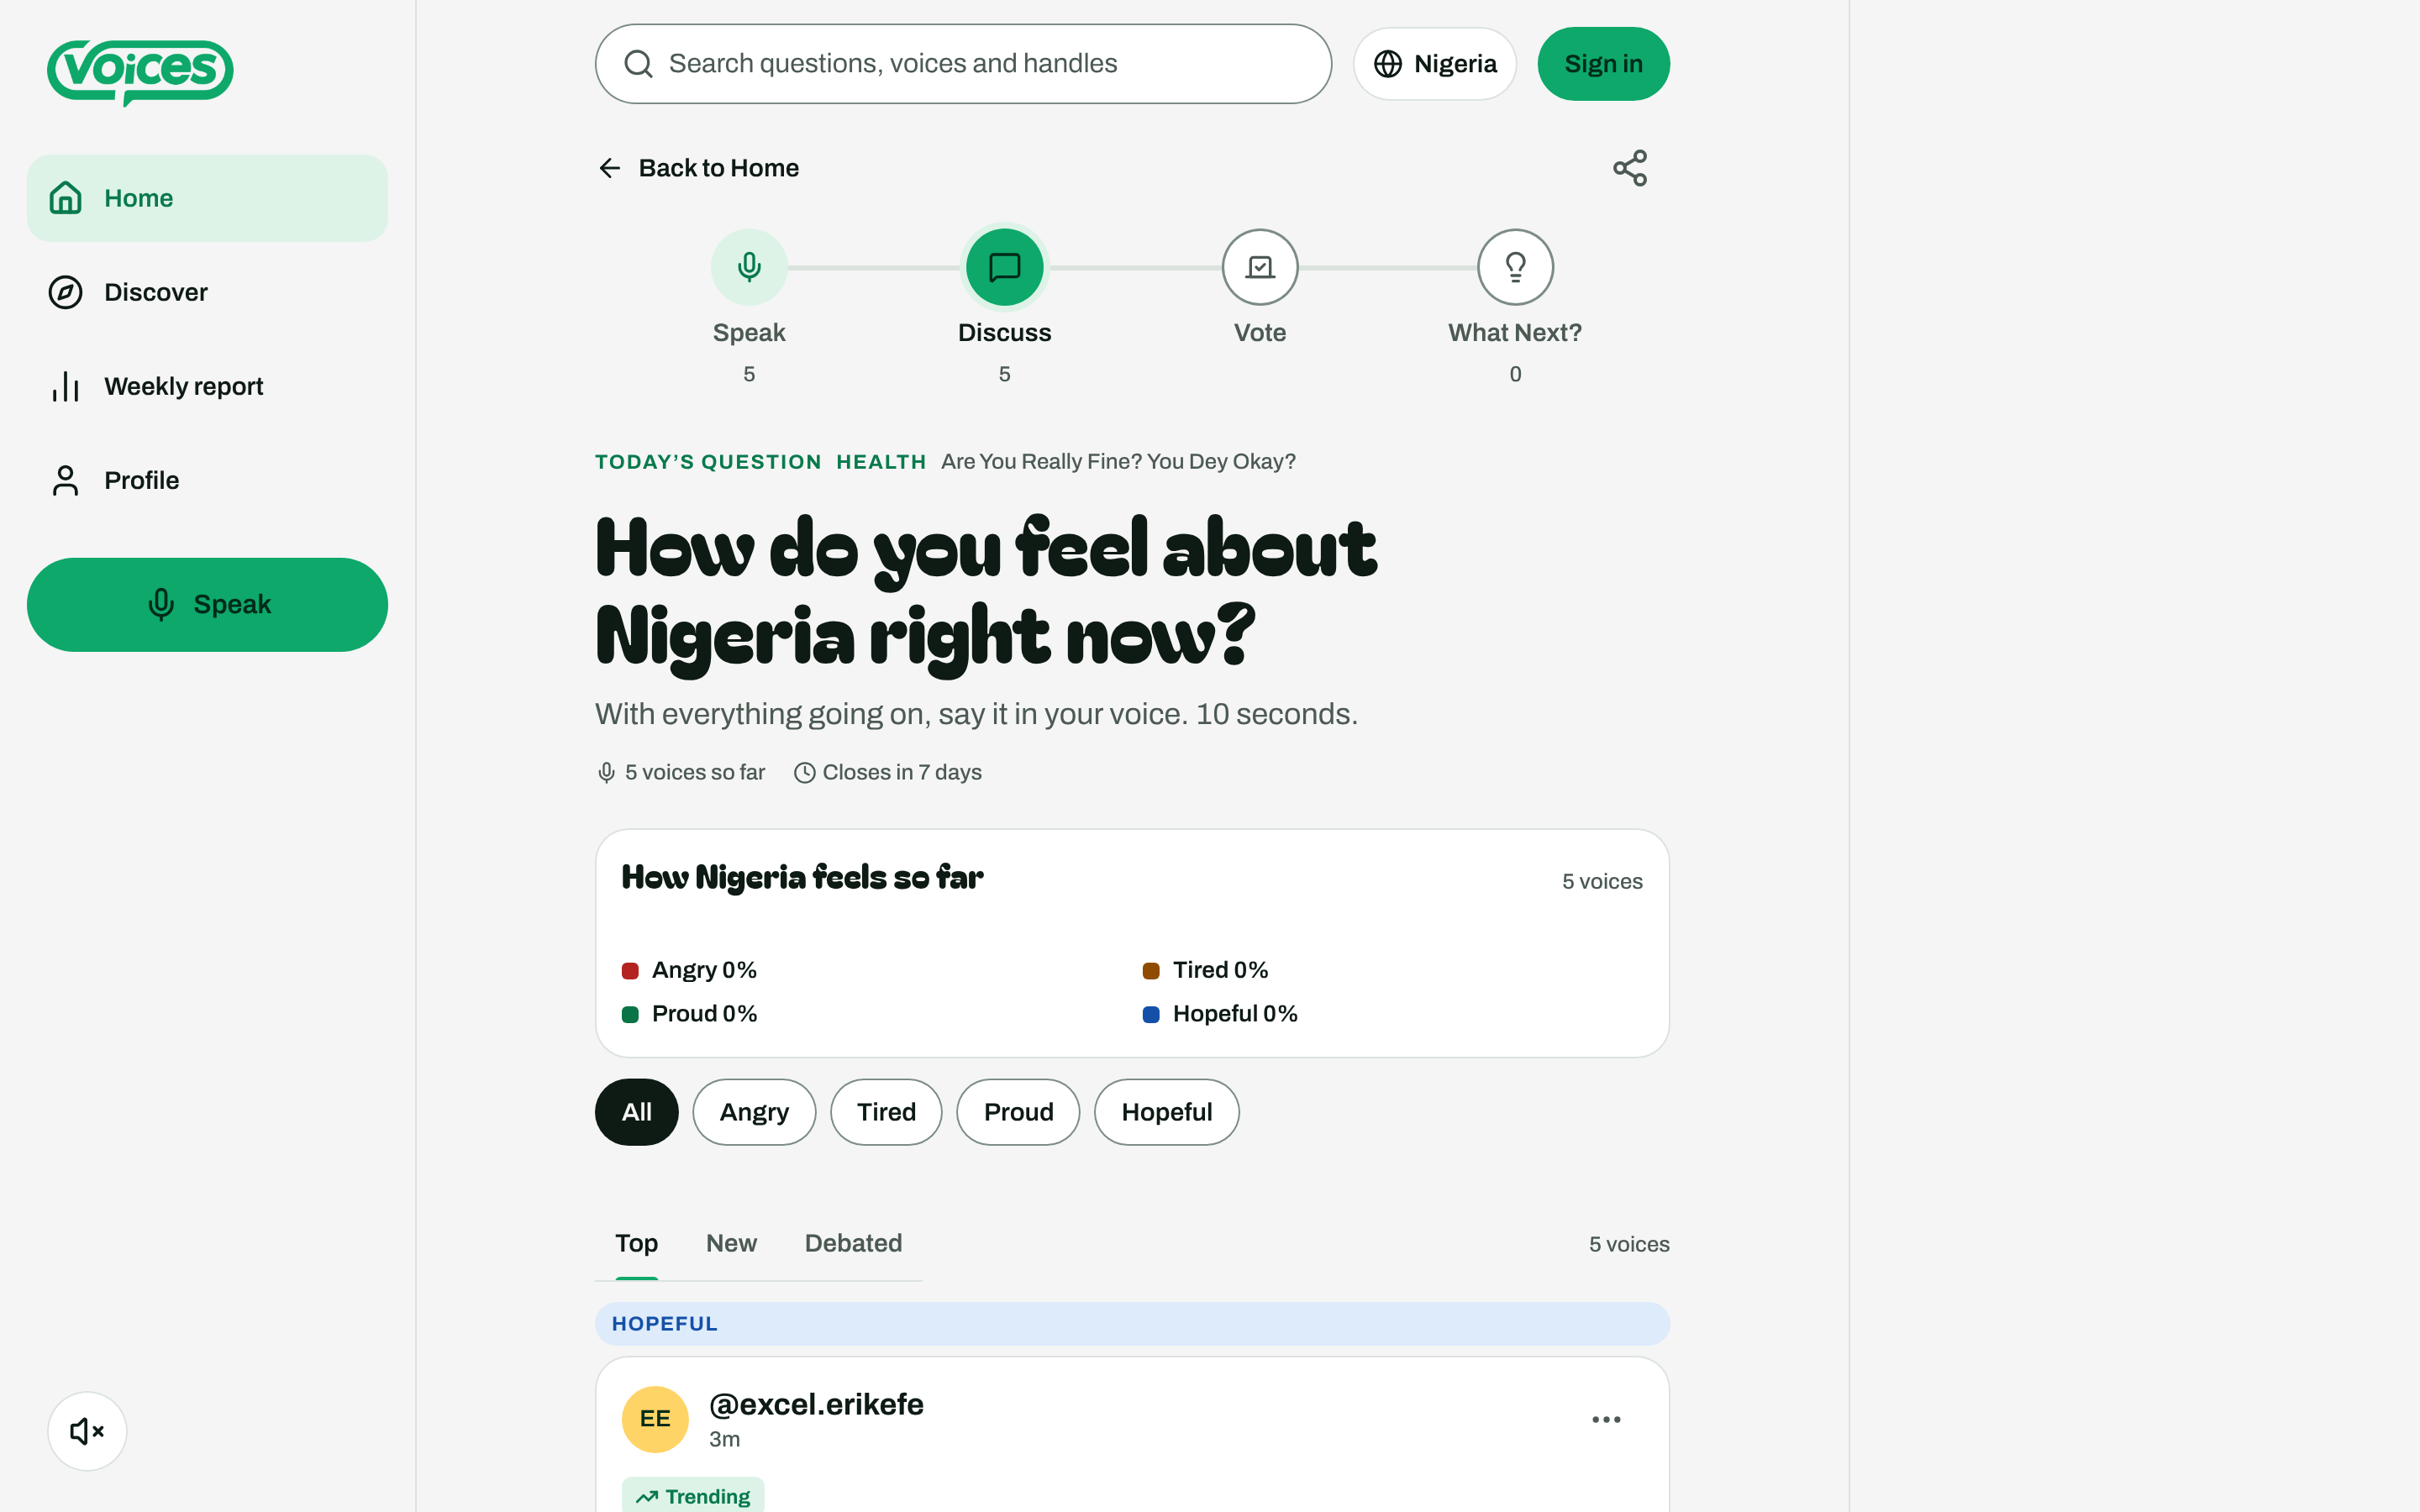 voices
Search questions, voices and handles
Nigeria
Sign in
Home
Discover
Weekly report
Profile
Speak
Back to Home
Speak
5
Discuss
5
Vote
What Next?
0
TODAY’S QUESTION HEALTH Are You Really Fine? You Dey Okay?
How do you feel about
Nigeria right now?
With everything going on, say it in your voice. 10 seconds.
5 voices so far Closes in 7 days
How Nigeria feels so far
5 voices
Angry 0%
Tired 0%
Proud 0%
Hopeful 0%
All Angry Tired Proud Hopeful
Top New Debated
5 voices
HOPEFUL
EE
@excel.erikefe
3m
Trending